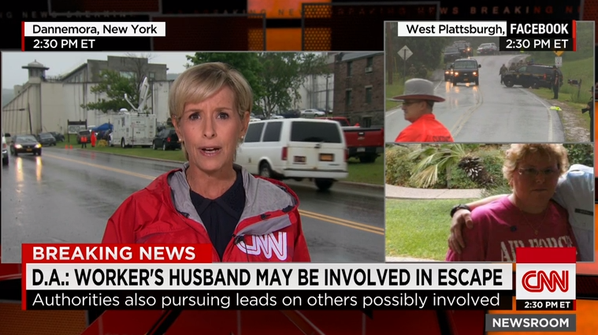 Dannemora, New York
2:30 PM ET
West Plattsburgh,
FACEBOOK
2:30 PM ET
CNN
AIR FORCE
BREAKING NEWS
D.A.: WORKER'S HUSBAND MAY BE INVOLVED IN ESCAPE
Authorities also pursuing leads on others possibly involved
CNN
2:30 PM ET
NEWSROOM